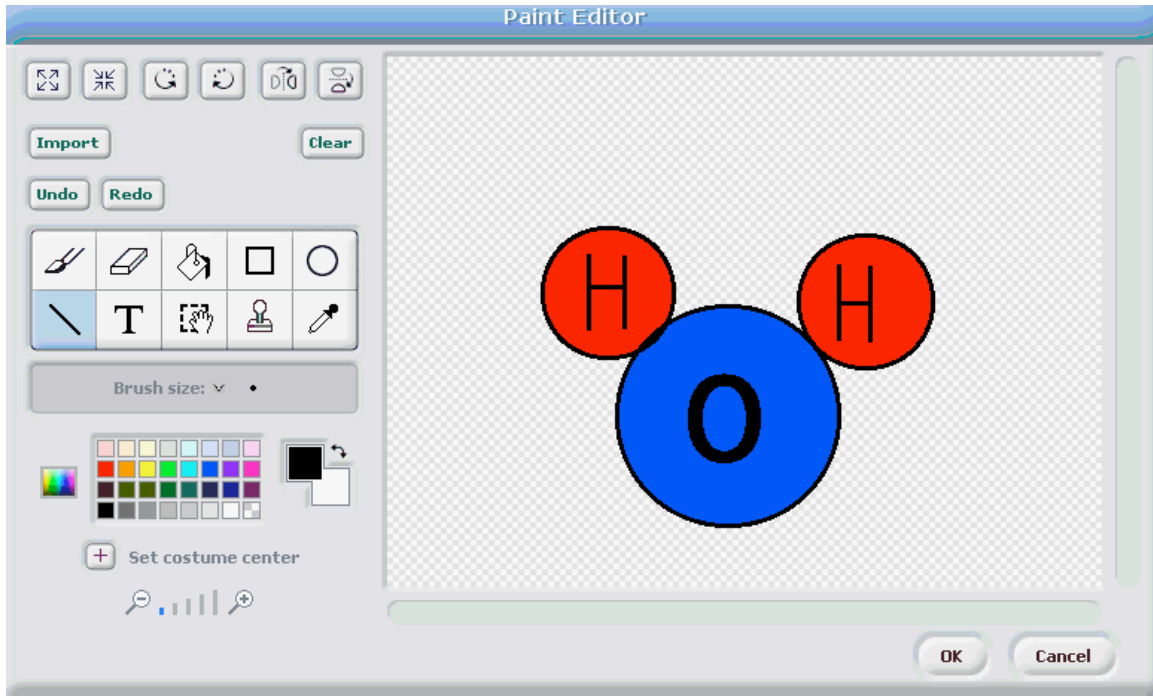 Paint Editor
Import Clear
Undo Redo
T
Brush size:
Set costume center
H H
O
OK Cancel